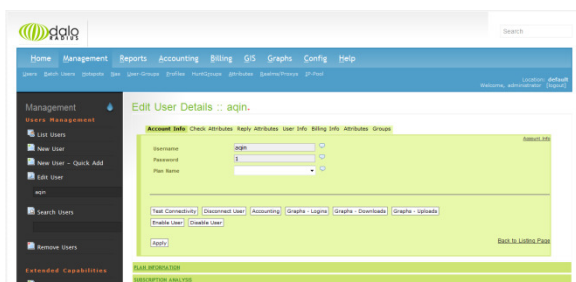 dalo
RADIUS
Search
Home Management Reports Accounting Billing GIS Graphs Config Help
Users Batch Users Hotspots Nas User-Groups Profiles HuntGroups Attributes Realms/Proxys IP-Pool
Location: default
Welcome, administrator [logout]
Management
Users Management
List Users
New User
New User - Quick Add
Edit User
aqin
Search Users
Remove Users
Extended Capabilities
Edit User Details :: aqin.
Account Info Check Attributes Reply Attributes User Info Billing Info Attributes Groups
Account Info
Username aqin
Password 1
Plan Name
Test Connectivity Disconnect User Accounting Graphs - Logins Graphs - Downloads Graphs - Uploads
Enable User Disable User
Apply
Back to Listing Page
PLAN INFORMATION
SUBSCRIPTION ANALYSIS